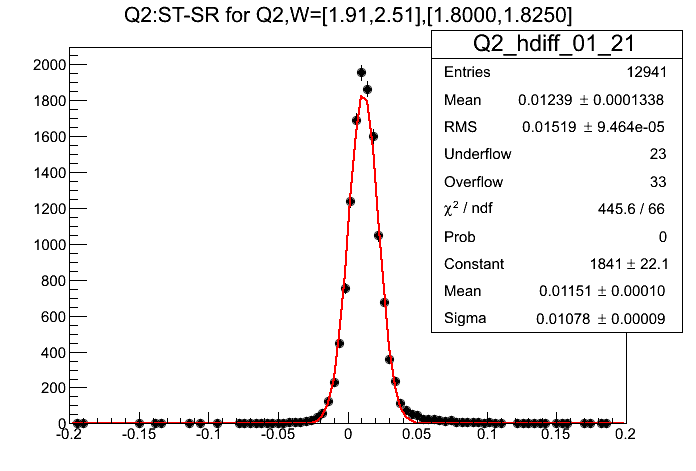 Q2:ST-SR for Q2,W=[1.91,2.51],[1.8000,1.8250]
Q2_hdiff_01_21
Entries 12941
Mean 0.01239 ± 0.0001338
RMS 0.01519 ± 9.464e-05
Underflow 23
Overflow 33
χ² / ndf 445.6 / 66
Prob 0
Constant 1841 ± 22.1
Mean 0.01151 ± 0.00010
Sigma 0.01078 ± 0.00009
2000
1800
1600
1400
1200
1000
800
600
400
200
0
-0.2 -0.15 -0.1 -0.05 0 0.05 0.1 0.15 0.2